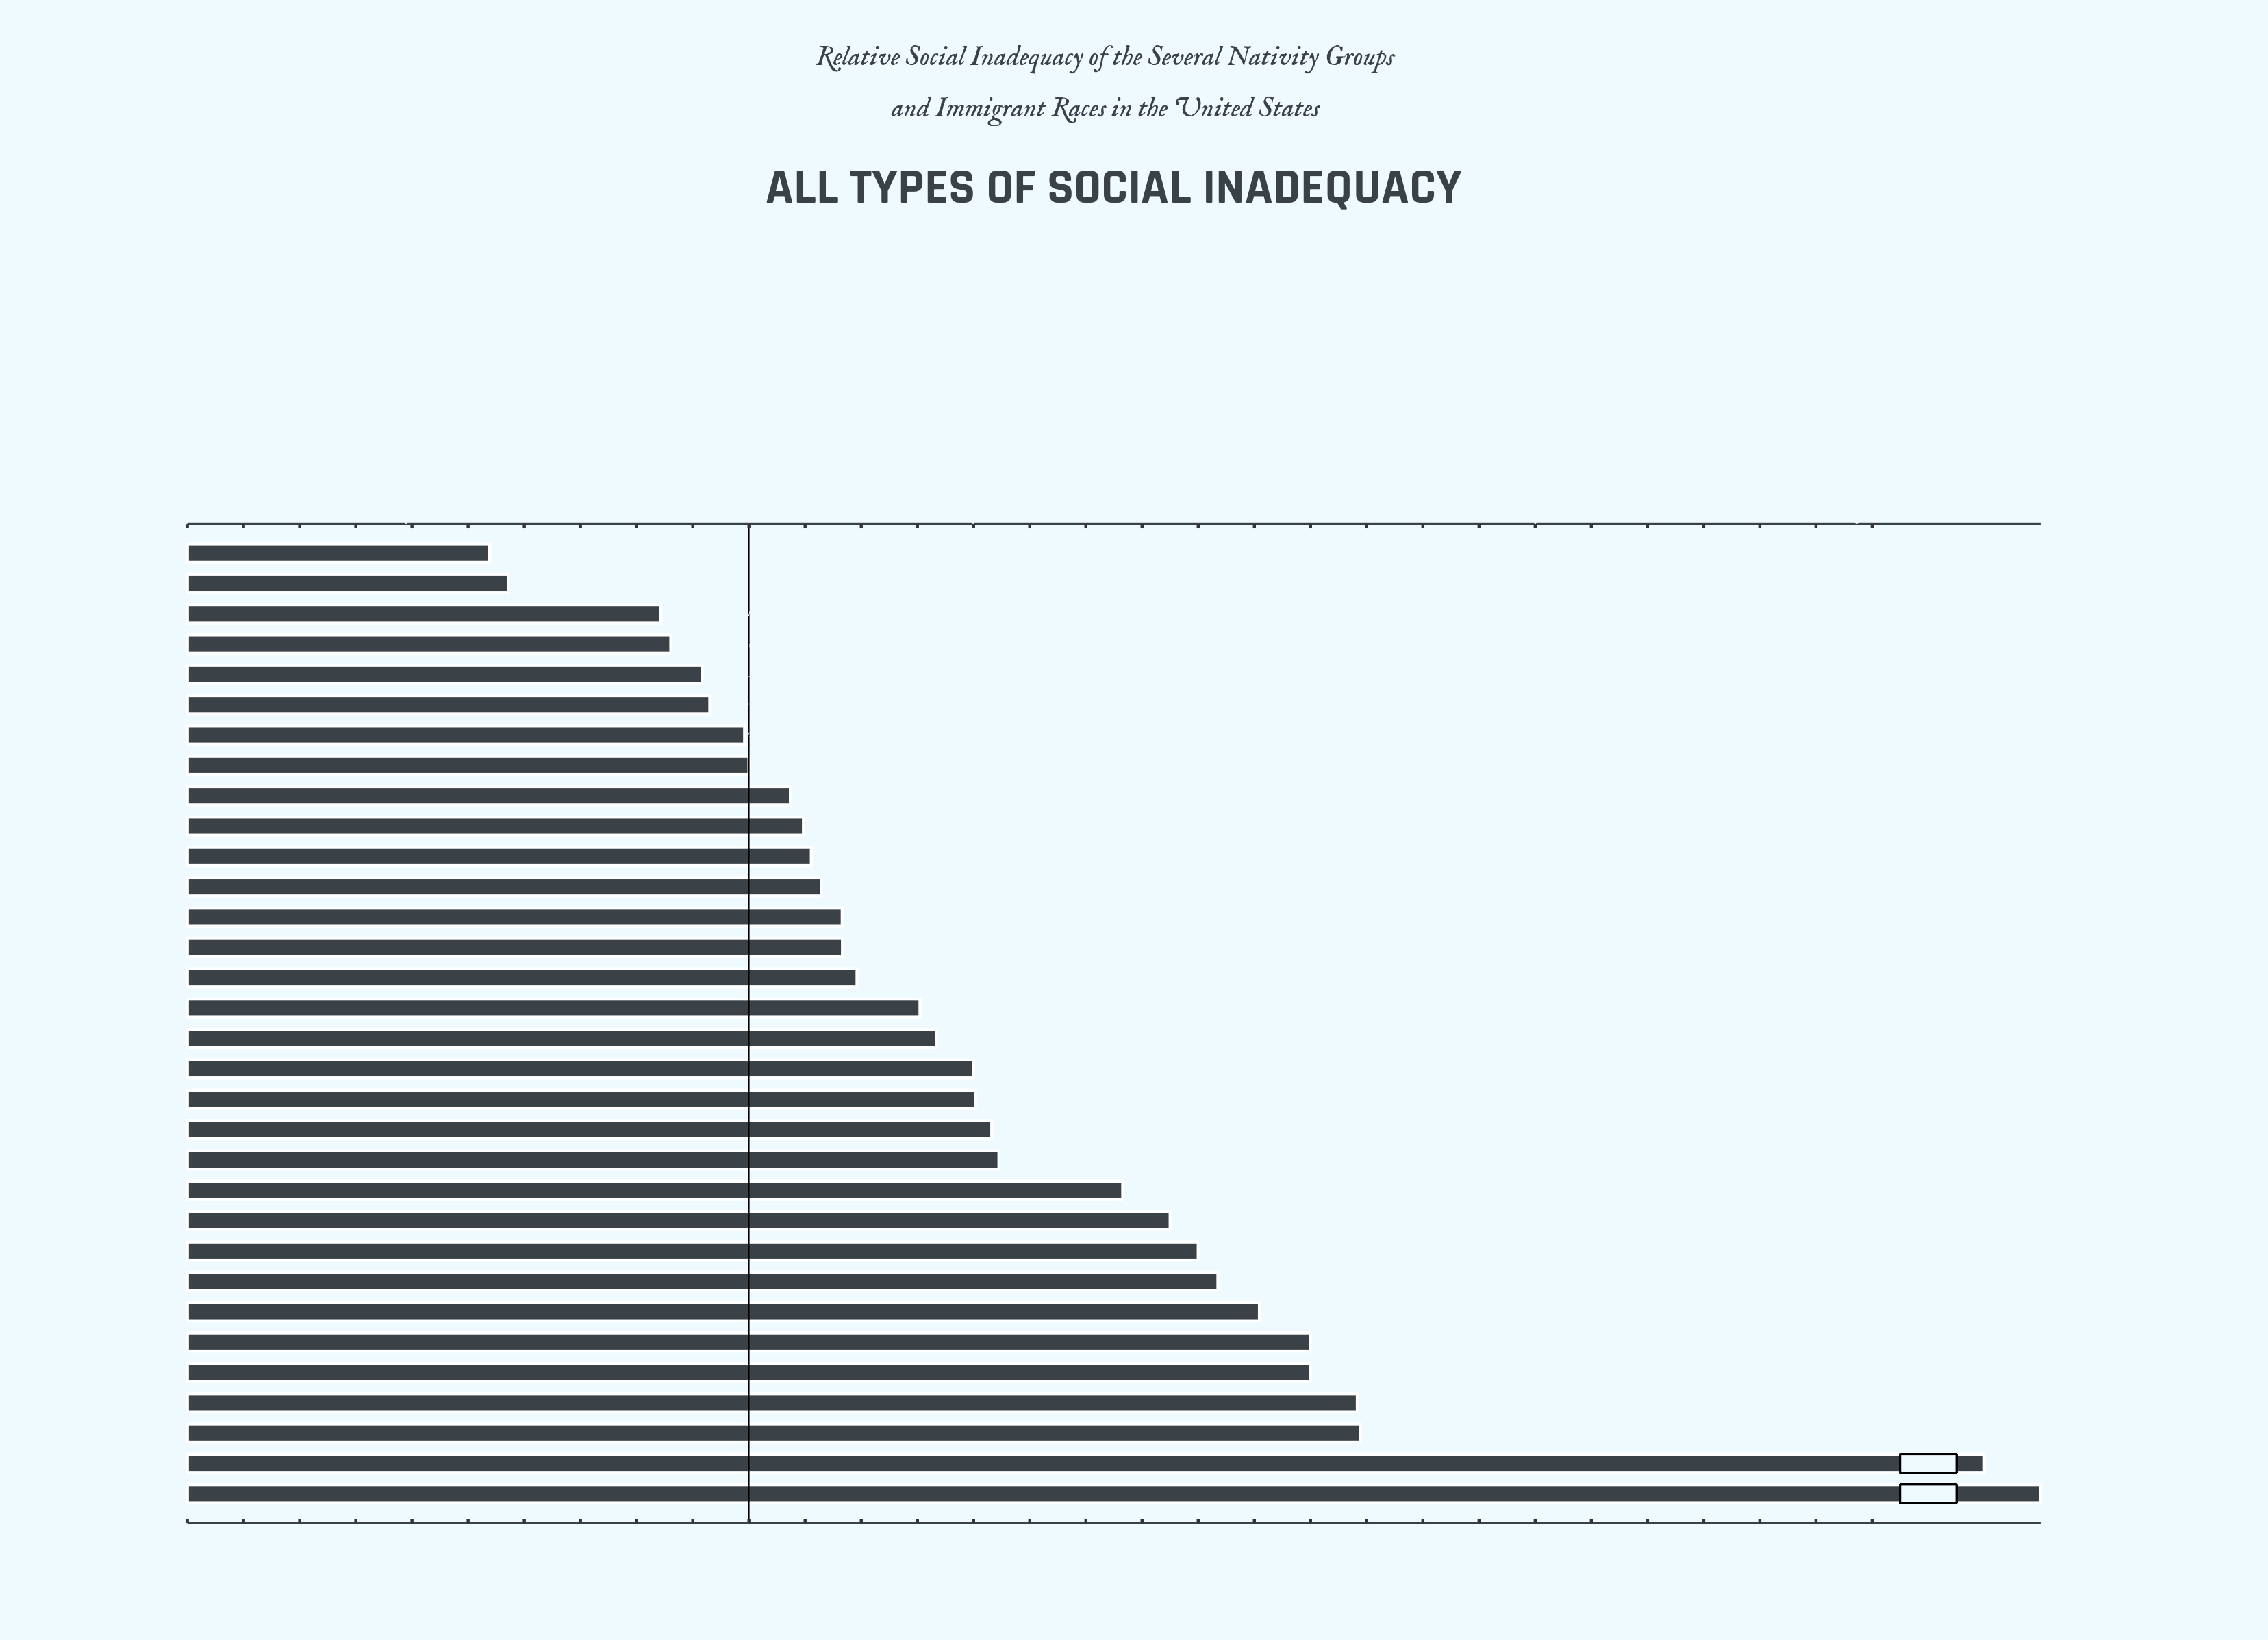 Relative Social Inadequacy of the Several Nativity Groups
and Immigrant Races in the United States
ALL TYPES OF SOCIAL INADEQUACY